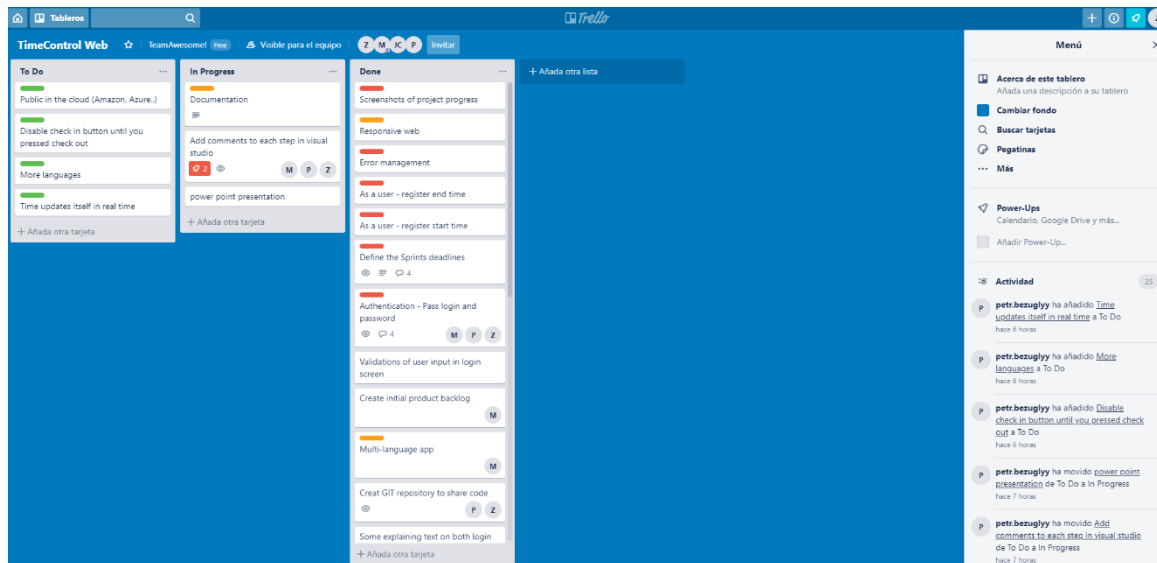 Tableros
Trello
TimeControl Web
TeamAwesome!
Free
Visible para el equipo
Z
M
JC
P
Invitar
To Do
Public in the cloud (Amazon, Azure..)
Disable check in button until you
pressed check out
More languages
Time updates itself in real time
+ Añada otra tarjeta
In Progress
Documentation
Add comments to each step in visual
studio
2
M P Z
power point presentation
+ Añada otra tarjeta
Done
Screenshots of project progress
Responsive web
Error management
As a user - register end time
As a user - register start time
Define the Sprints deadlines
4
Authentication - Pass login and
password
4
M P Z
Validations of user input in login
screen
Create initial product backlog
M
Multi-language app
M
Creat GIT repository to share code
P Z
Some explaining text on both login
+ Añada otra tarjeta
+ Añada otra lista
Menú
Acerca de este tablero
Añada una descripción a su tablero
Cambiar fondo
Buscar tarjetas
Pegatinas
Más
Power-Ups
Calendario, Google Drive y más...
Añadir Power-Up...
Actividad
25
P
petr.bezuglyy ha añadido Time
updates itself in real time a To Do
hace 6 horas
P
petr.bezuglyy ha añadido More
languages a To Do
hace 6 horas
P
petr.bezuglyy ha añadido Disable
check in button until you pressed check
out a To Do
hace 6 horas
P
petr.bezuglyy ha movido power point
presentation de To Do a In Progress
hace 7 horas
P
petr.bezuglyy ha movido Add
comments to each step in visual studio
de To Do a In Progress
hace 7 horas